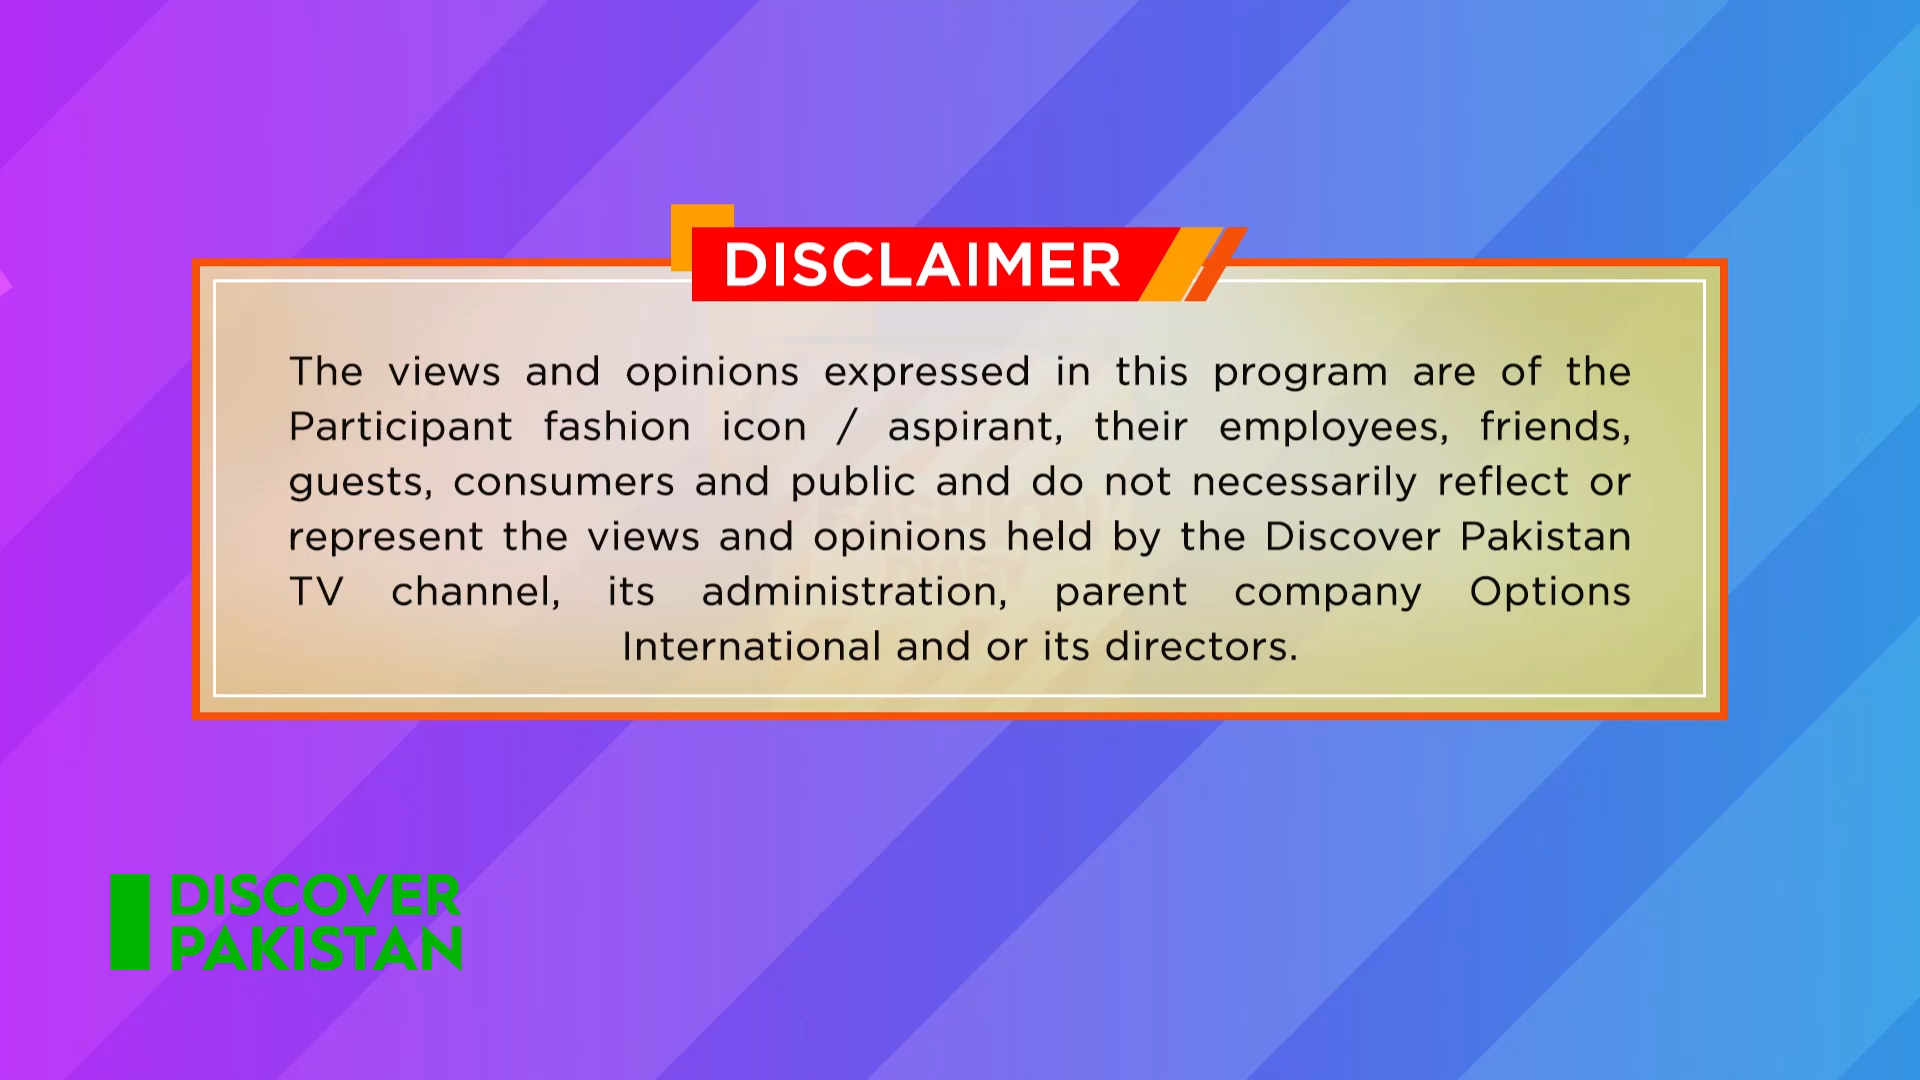 DISCLAIMER
The views and opinions expressed in this program are of the
Participant fashion icon / aspirant, their employees, friends,
guests, consumers and public and do not necessarily reflect or
represent the views and opinions held by the Discover Pakistan
TV channel, its administration, parent company Options
International and or its directors.
DISCOVER
PAKISTAN